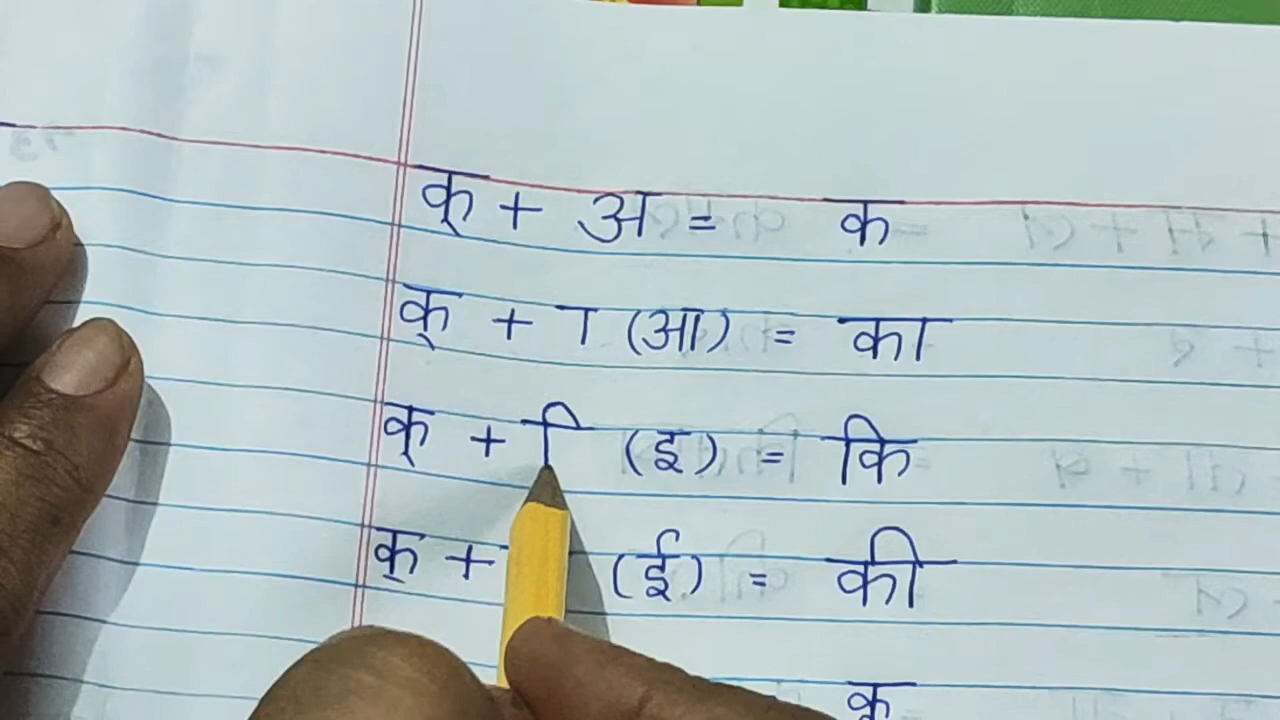 क् + अ = क
क् + ा (आ) = का
क् + ि (इ) = कि
क् + (ई) = की